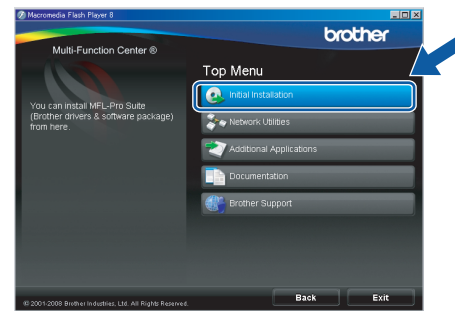 Macromedia Flash Player 8
brother
Multi-Function Center ®
Top Menu
You can install MFL-Pro Suite
(Brother drivers & software package)
from here.
Initial Installation
Network Utilities
Additional Applications
Documentation
Brother Support
© 2001-2008 Brother Industries, Ltd. All Rights Reserved.
Back
Exit